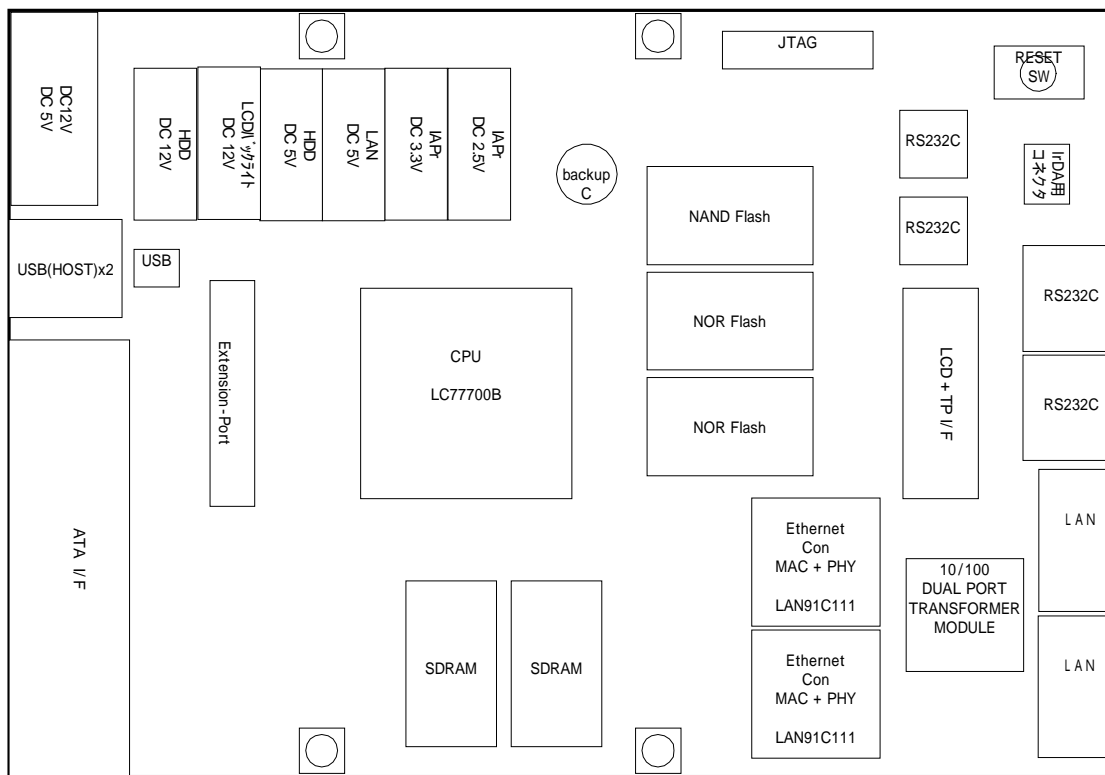 JTAG
RESET
SW
DC12V
DC 5V
HDD
DC 12V
LCDﾊﾞｯｸﾗｲﾄ
DC 12V
HDD
DC 5V
LAN
DC 5V
IAPr
DC 3.3V
IAPr
DC 2.5V
backup
C
RS232C
IrDA用
コネクタ
NAND Flash
RS232C
USB(HOST)x2
USB
RS232C
NOR Flash
Extension-Port
CPU
LC77700B
LCD + TP I/F
RS232C
NOR Flash
ATA I/F
Ethernet
Con
MAC + PHY
LAN91C111
LAN
10/100
DUAL PORT
TRANSFORMER
MODULE
SDRAM
SDRAM
Ethernet
Con
MAC + PHY
LAN91C111
LAN